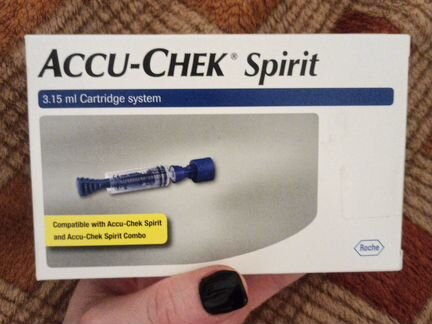 ACCU-CHEK® Spirit
3.15 ml Cartridge system
Compatible with Accu-Chek Spirit
and Accu-Chek Spirit Combo
Roche